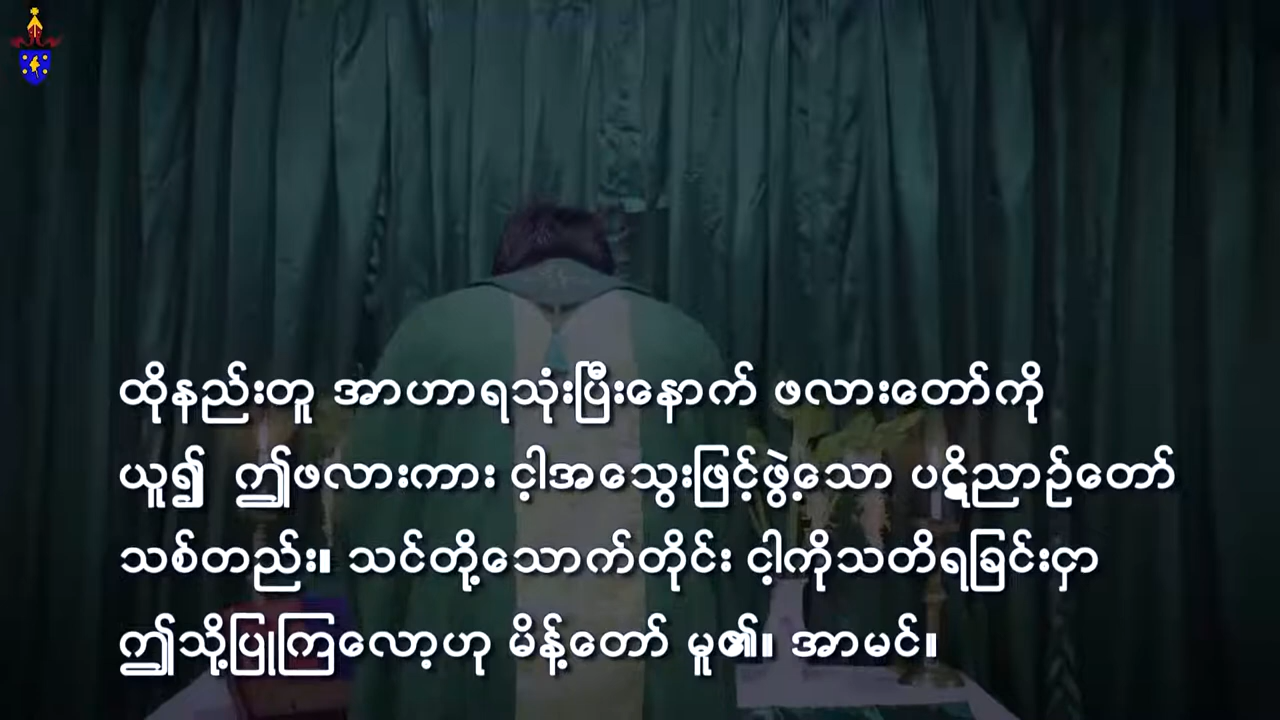 ထိုနည်းတူ အာဟာရသုံးပြီးနောက် ဖလားတော်ကို
ယူ၍ ဤဖလားကား ငါ့အသွေးဖြင့်ဖွဲ့သော ပဋိညာဉ်တော်
သစ်တည်း။ သင်တို့သောက်တိုင်း ငါ့ကိုသတိရခြင်းငှာ
ဤသို့ပြုကြလော့ဟု မိန့်တော် မူ၏။ အာမင်။